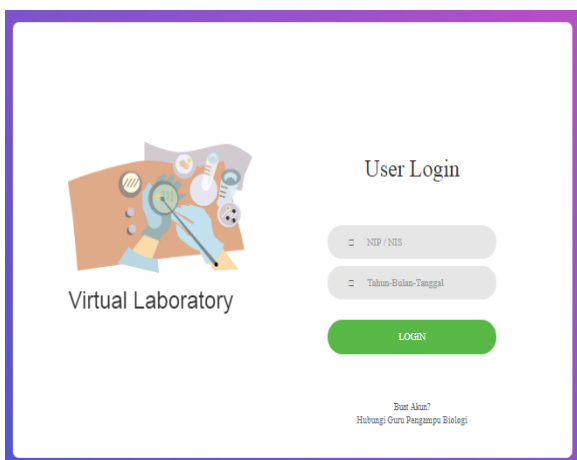 User Login
NIP / NIS
Tahun-Bulan-Tanggal
Virtual Laboratory
LOGIN
Buat Akun?
Hubungi Guru Pengampu Biologi